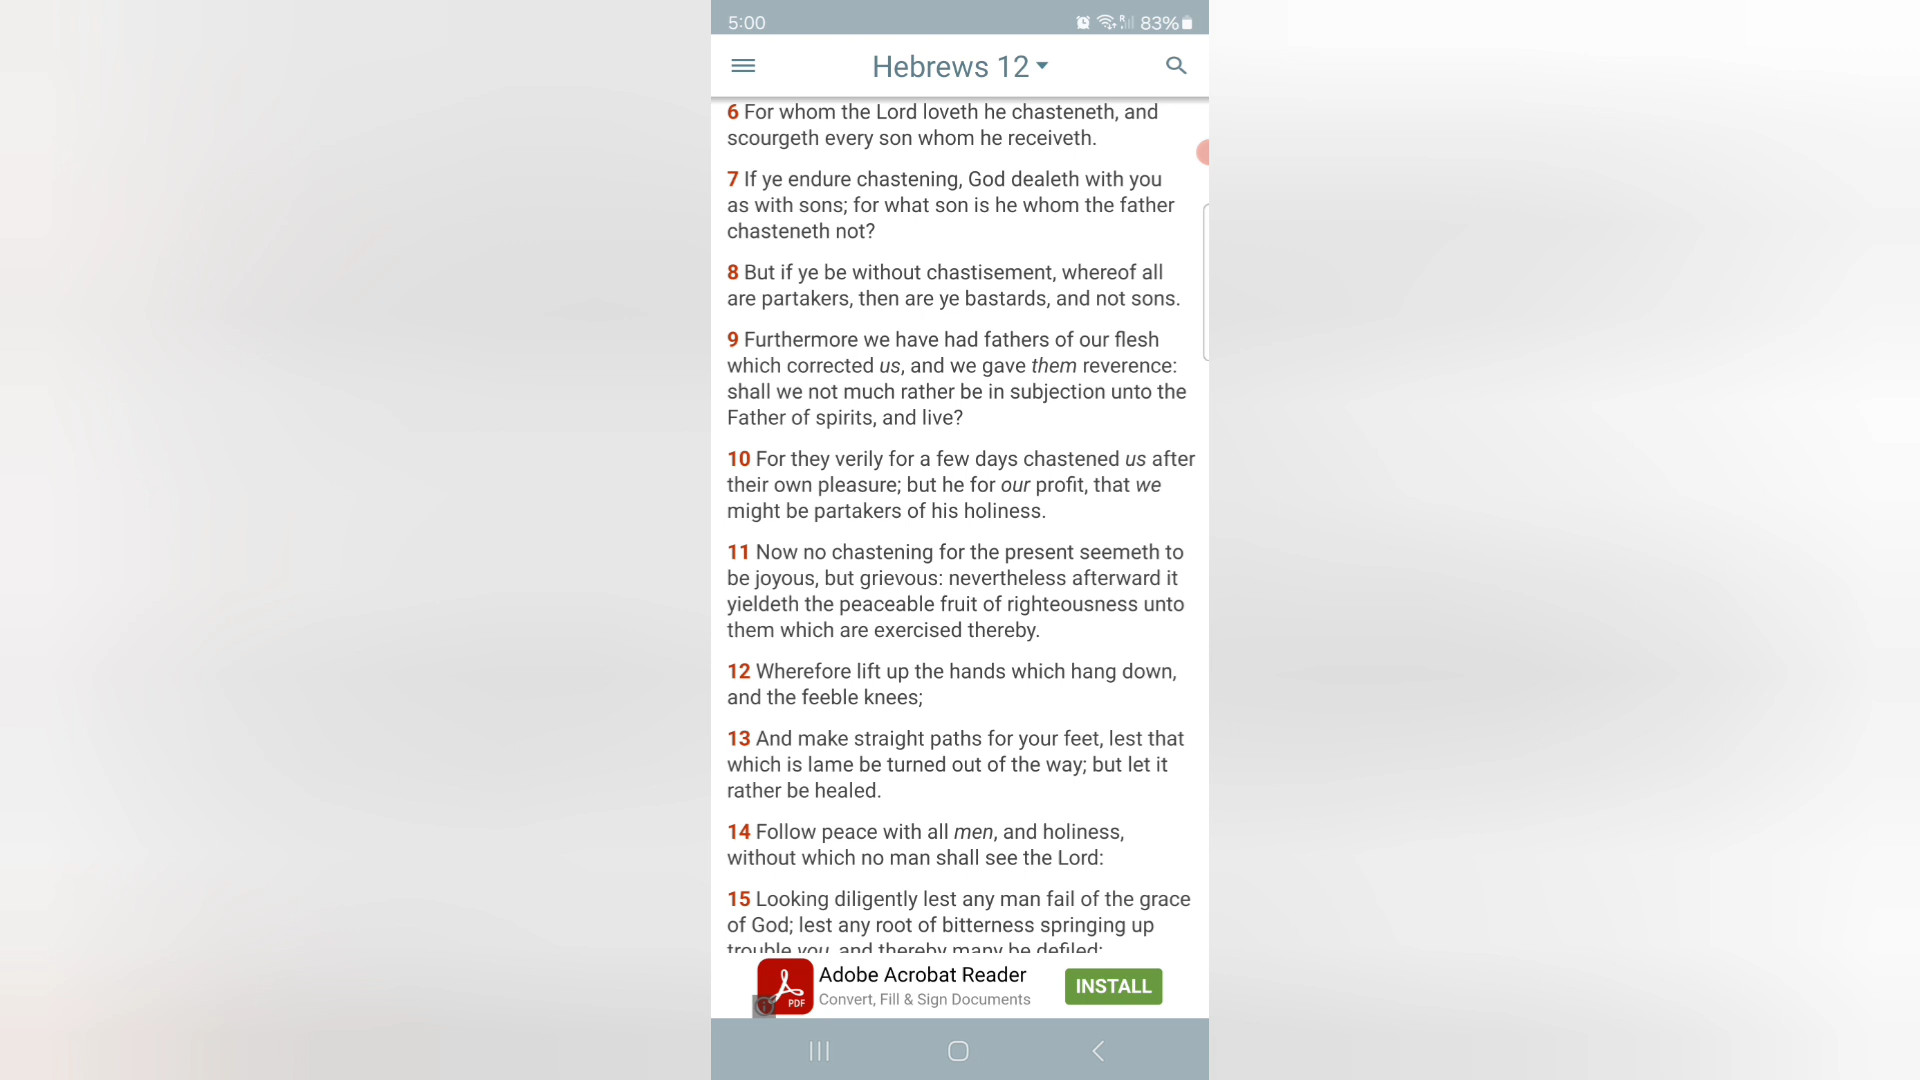 5:00
83%
Hebrews 12
6 For whom the Lord loveth he chasteneth, and
scourgeth every son whom he receiveth.
7 If ye endure chastening, God dealeth with you
as with sons; for what son is he whom the father
chasteneth not?
8 But if ye be without chastisement, whereof all
are partakers, then are ye bastards, and not sons.
9 Furthermore we have had fathers of our flesh
which corrected us, and we gave them reverence:
shall we not much rather be in subjection unto the
Father of spirits, and live?
10 For they verily for a few days chastened us after
their own pleasure; but he for our profit, that we
might be partakers of his holiness.
11 Now no chastening for the present seemeth to
be joyous, but grievous: nevertheless afterward it
yieldeth the peaceable fruit of righteousness unto
them which are exercised thereby.
12 Wherefore lift up the hands which hang down,
and the feeble knees;
13 And make straight paths for your feet, lest that
which is lame be turned out of the way; but let it
rather be healed.
14 Follow peace with all men, and holiness,
without which no man shall see the Lord:
15 Looking diligently lest any man fail of the grace
of God; lest any root of bitterness springing up
trouble you, and thereby many be defiled;
Adobe Acrobat Reader
Convert, Fill & Sign Documents
PDF
INSTALL